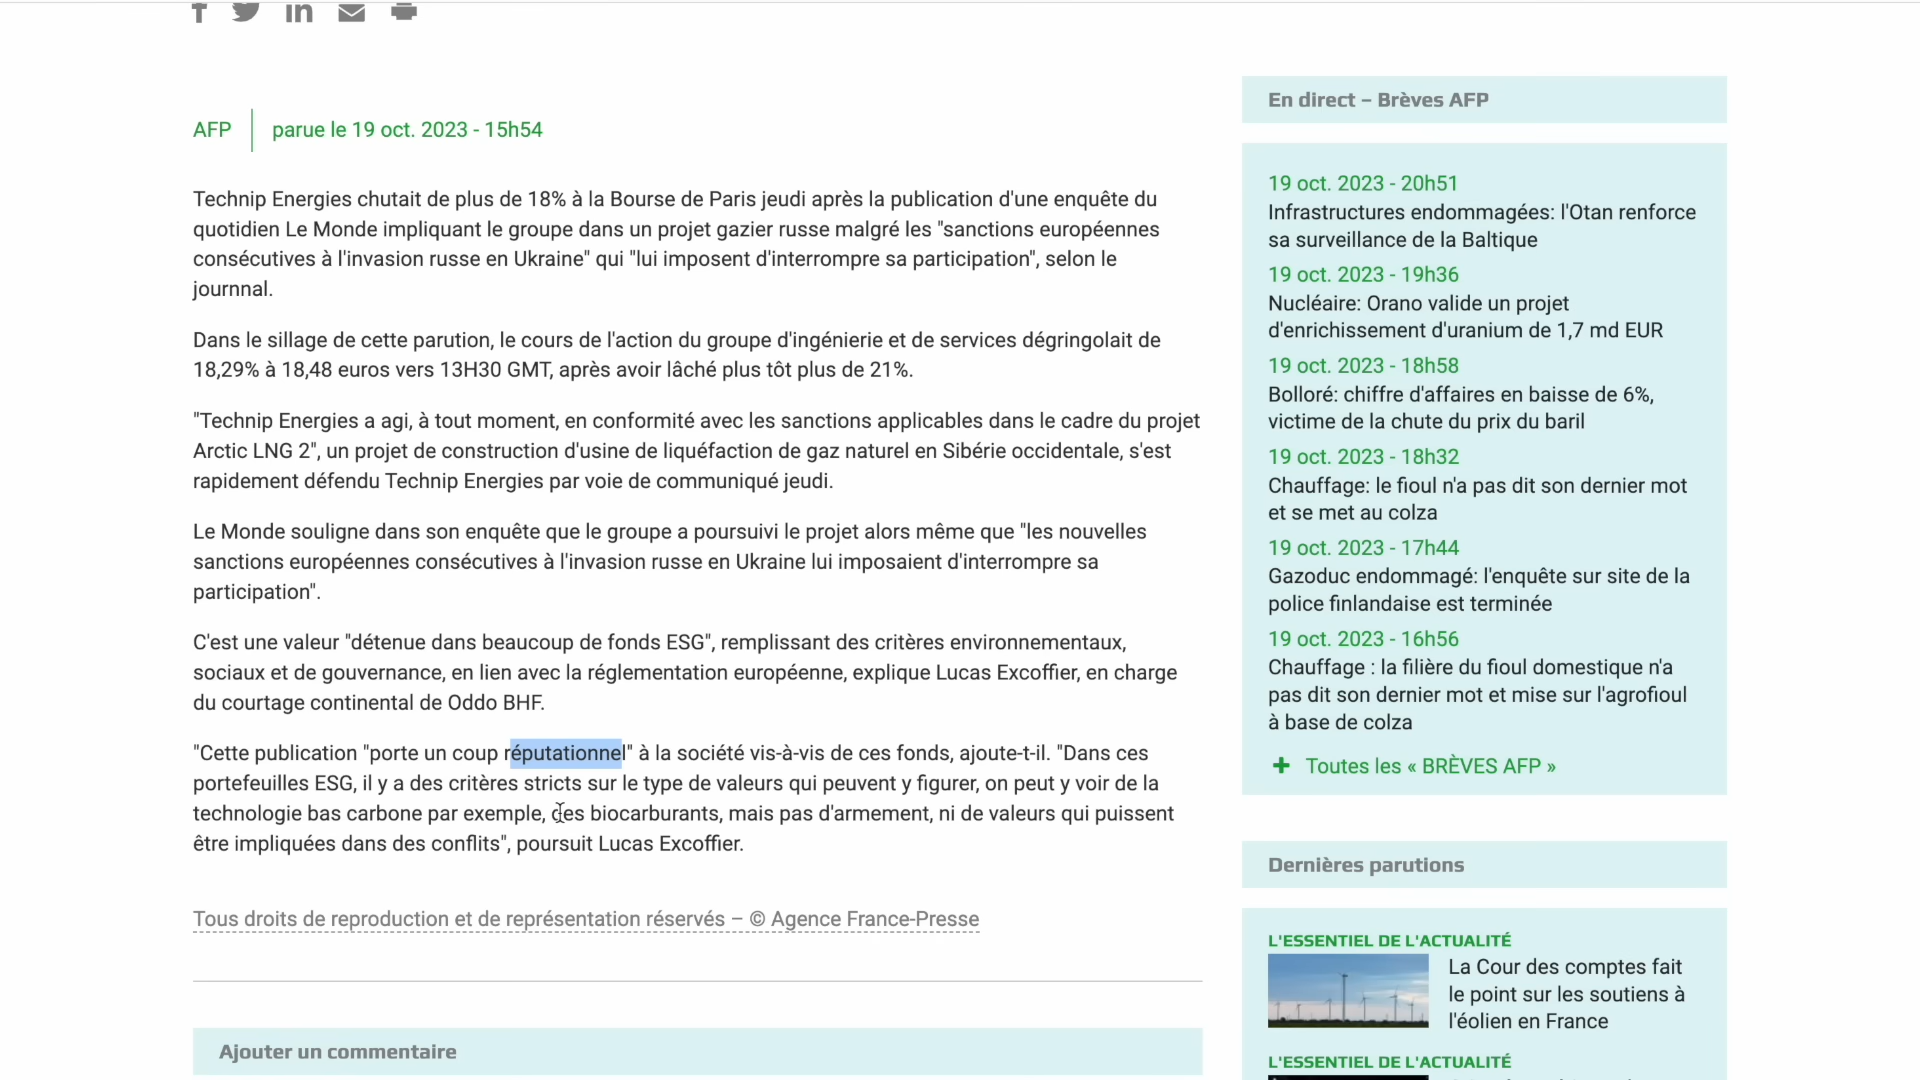 AFP
parue le 19 oct. 2023 - 15h54
Technip Energies chutait de plus de 18% à la Bourse de Paris jeudi après la publication d'une enquête du
quotidien Le Monde impliquant le groupe dans un projet gazier russe malgré les "sanctions européennes
consécutives à l'invasion russe en Ukraine" qui "lui imposent d'interrompre sa participation", selon le
journnal.
Dans le sillage de cette parution, le cours de l'action du groupe d'ingénierie et de services dégringolait de
18,29% à 18,48 euros vers 13H30 GMT, après avoir lâché plus tôt plus de 21%.
"Technip Energies a agi, à tout moment, en conformité avec les sanctions applicables dans le cadre du projet
Arctic LNG 2", un projet de construction d'usine de liquéfaction de gaz naturel en Sibérie occidentale, s'est
rapidement défendu Technip Energies par voie de communiqué jeudi.
Le Monde souligne dans son enquête que le groupe a poursuivi le projet alors même que "les nouvelles
sanctions européennes consécutives à l'invasion russe en Ukraine lui imposaient d'interrompre sa
participation".
C'est une valeur "détenue dans beaucoup de fonds ESG", remplissant des critères environnementaux,
sociaux et de gouvernance, en lien avec la réglementation européenne, explique Lucas Excoffier, en charge
du courtage continental de Oddo BHF.
"Cette publication "porte un coup réputationnel" à la société vis-à-vis de ces fonds, ajoute-t-il. "Dans ces
portefeuilles ESG, il y a des critères stricts sur le type de valeurs qui peuvent y figurer, on peut y voir de la
technologie bas carbone par exemple, des biocarburants, mais pas d'armement, ni de valeurs qui puissent
être impliquées dans des conflits", poursuit Lucas Excoffier.
Tous droits de reproduction et de représentation réservés – © Agence France-Presse
Ajouter un commentaire
En direct – Brèves AFP
19 oct. 2023 - 20h51
Infrastructures endommagées: l'Otan renforce
sa surveillance de la Baltique
19 oct. 2023 - 19h36
Nucléaire: Orano valide un projet
d'enrichissement d'uranium de 1,7 md EUR
19 oct. 2023 - 18h58
Bolloré: chiffre d'affaires en baisse de 6%,
victime de la chute du prix du baril
19 oct. 2023 - 18h32
Chauffage: le fioul n'a pas dit son dernier mot
et se met au colza
19 oct. 2023 - 17h44
Gazoduc endommagé: l'enquête sur site de la
police finlandaise est terminée
19 oct. 2023 - 16h56
Chauffage : la filière du fioul domestique n'a
pas dit son dernier mot et mise sur l'agrofioul
à base de colza
Toutes les « BRÈVES AFP »
Dernières parutions
L'ESSENTIEL DE L'ACTUALITÉ
La Cour des comptes fait
le point sur les soutiens à
l'éolien en France
L'ESSENTIEL DE L'ACTUALITÉ